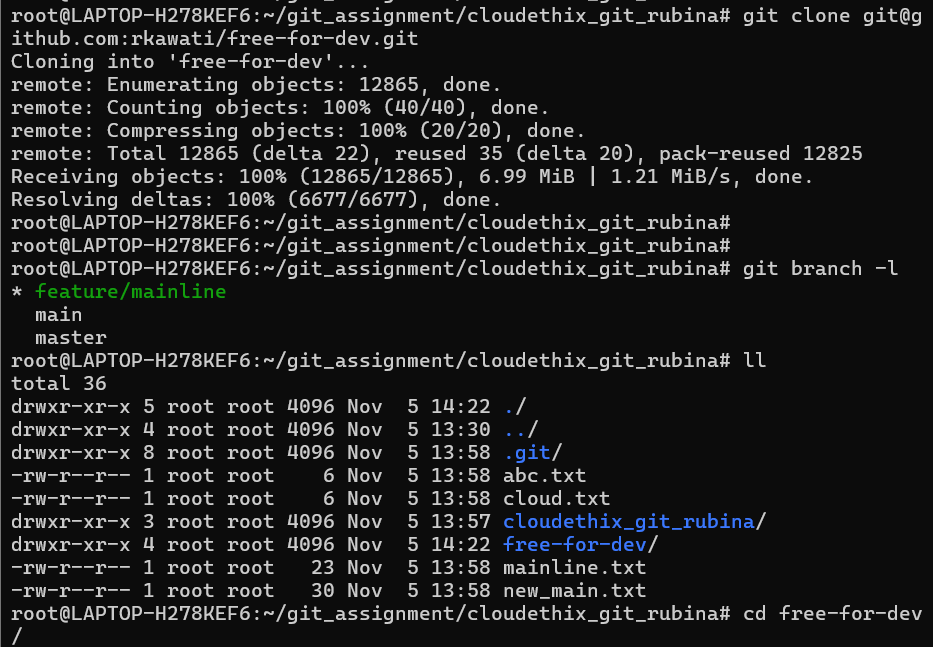 root@LAPTOP-H278KEF6:~/git_assignment/cloudethix_git_rubina# git clone git@g
ithub.com:rkawati/free-for-dev.git
Cloning into 'free-for-dev'...
remote: Enumerating objects: 12865, done.
remote: Counting objects: 100% (40/40), done.
remote: Compressing objects: 100% (20/20), done.
remote: Total 12865 (delta 22), reused 35 (delta 20), pack-reused 12825
Receiving objects: 100% (12865/12865), 6.99 MiB | 1.21 MiB/s, done.
Resolving deltas: 100% (6677/6677), done.
root@LAPTOP-H278KEF6:~/git_assignment/cloudethix_git_rubina#
root@LAPTOP-H278KEF6:~/git_assignment/cloudethix_git_rubina#
root@LAPTOP-H278KEF6:~/git_assignment/cloudethix_git_rubina# git branch -l
* feature/mainline
  main
  master
root@LAPTOP-H278KEF6:~/git_assignment/cloudethix_git_rubina# ll
total 36
drwxr-xr-x 5 root root 4096 Nov  5 14:22 ./
drwxr-xr-x 4 root root 4096 Nov  5 13:30 ../
drwxr-xr-x 8 root root 4096 Nov  5 13:58 .git/
-rw-r--r-- 1 root root    6 Nov  5 13:58 abc.txt
-rw-r--r-- 1 root root    6 Nov  5 13:58 cloud.txt
drwxr-xr-x 3 root root 4096 Nov  5 13:57 cloudethix_git_rubina/
drwxr-xr-x 4 root root 4096 Nov  5 14:22 free-for-dev/
-rw-r--r-- 1 root root   23 Nov  5 13:58 mainline.txt
-rw-r--r-- 1 root root   30 Nov  5 13:58 new_main.txt
root@LAPTOP-H278KEF6:~/git_assignment/cloudethix_git_rubina# cd free-for-dev
/